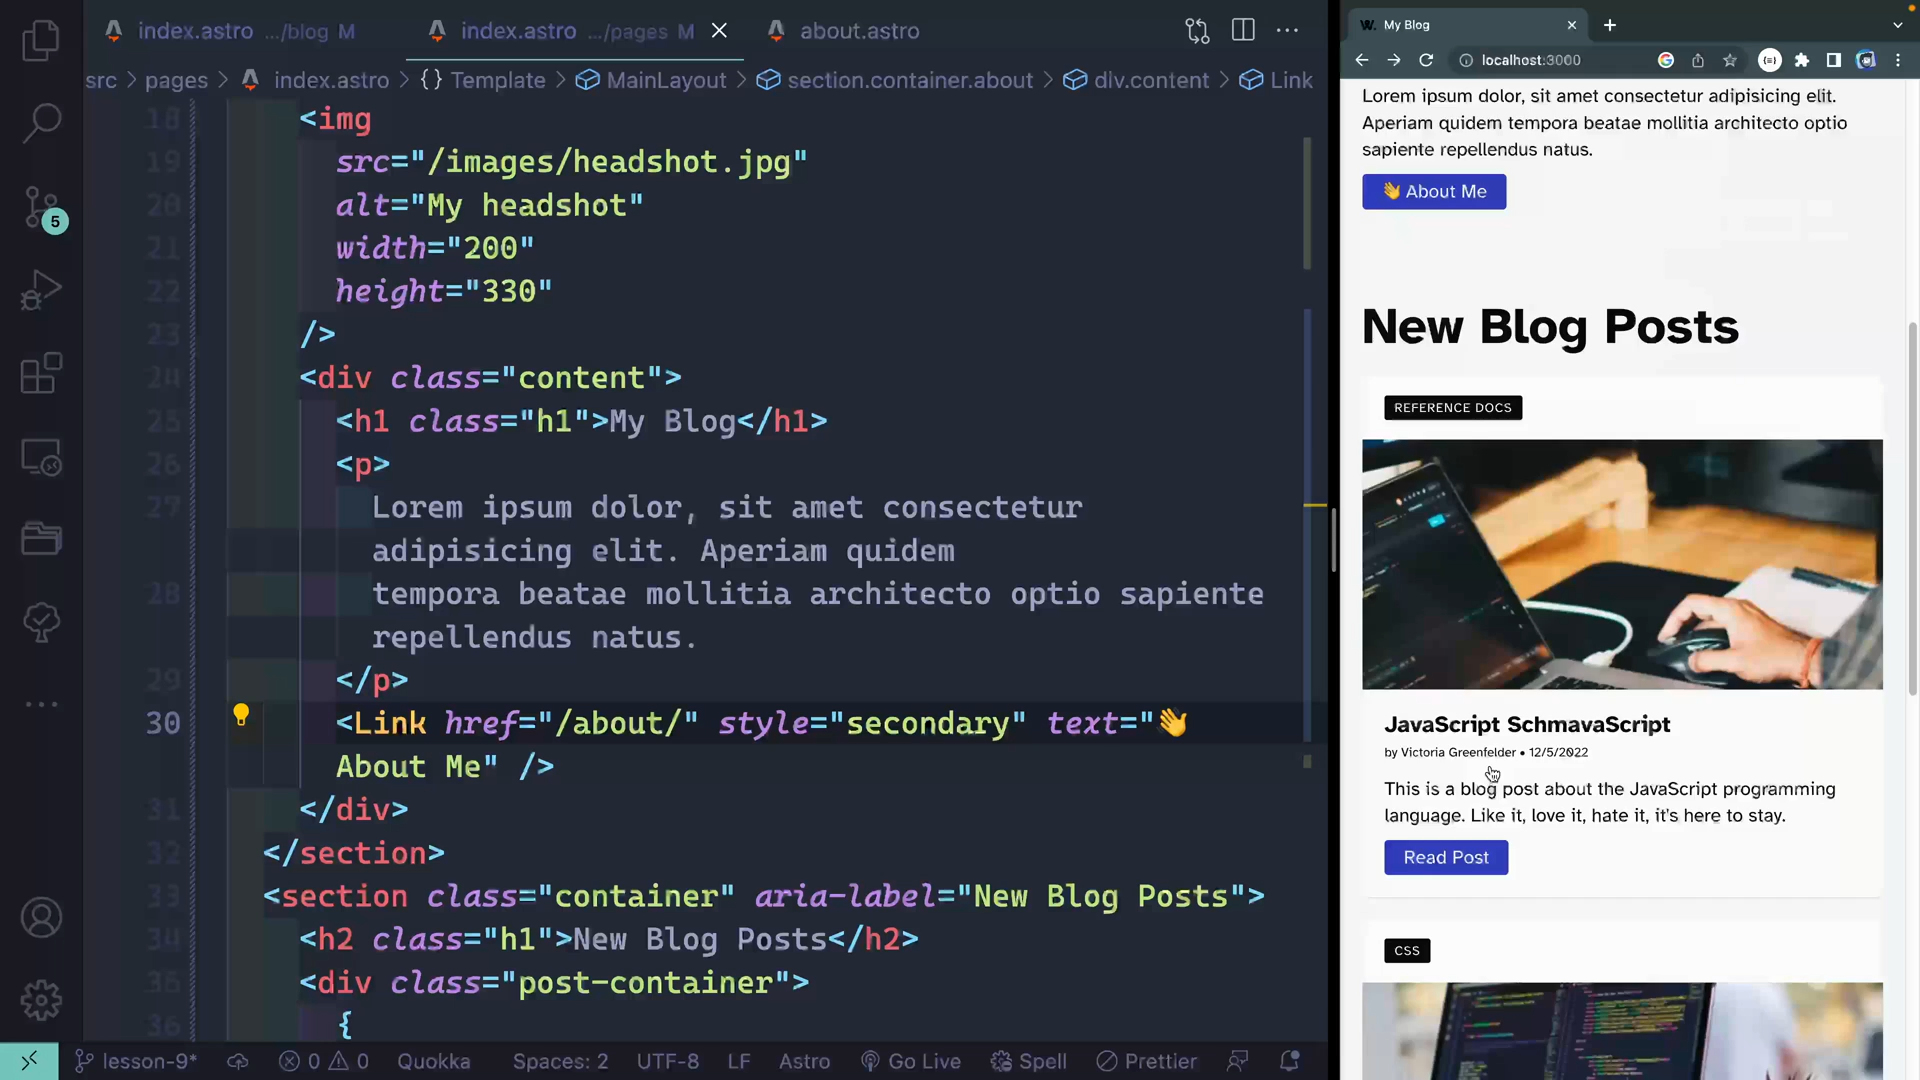 index.astro .../blog M
index.astro .../pages M
about.astro
src > pages > index.astro > {} Template > MainLayout > section.container.about > div.content > Link
18 <img
19 src="/images/headshot.jpg"
20 alt="My headshot"
21 width="200"
22 height="330"
23 />
24 <div class="content">
25 <h1 class="h1">My Blog</h1>
26 <p>
27 Lorem ipsum dolor, sit amet consectetur
adipisicing elit. Aperiam quidem
28 tempora beatae mollitia architecto optio sapiente
repellendus natus.
29 </p>
30 <Link href="/about/" style="secondary" text="👋
About Me" />
31 </div>
32 </section>
33 <section class="container" aria-label="New Blog Posts">
34 <h2 class="h1">New Blog Posts</h2>
35 <div class="post-container">
36 {
5
lesson-9*
0 0
Quokka
Spaces: 2
UTF-8
LF
Astro
Go Live
Spell
Prettier
My Blog
localhost:3000
Lorem ipsum dolor, sit amet consectetur adipisicing elit.
Aperiam quidem tempora beatae mollitia architecto optio
sapiente repellendus natus.
👋 About Me
New Blog Posts
REFERENCE DOCS
JavaScript SchmavaScript
by Victoria Greenfelder • 12/5/2022
This is a blog post about the JavaScript programming
language. Like it, love it, hate it, it's here to stay.
Read Post
CSS